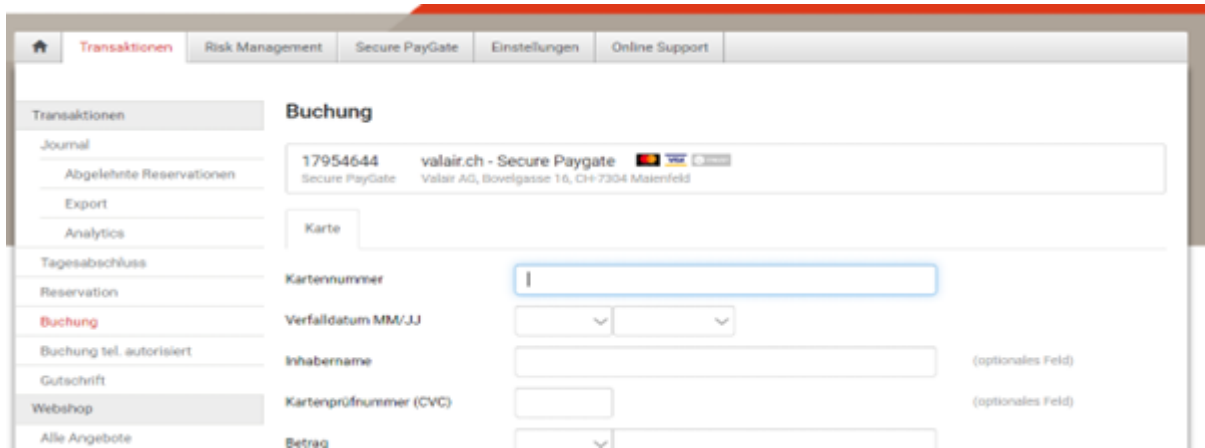 Transaktionen
Risk Management
Secure PayGate
Einstellungen
Online Support
Transaktionen
Journal
Abgelehnte Reservationen
Export
Analytics
Tagesabschluss
Reservation
Buchung
Buchung tel. autorisiert
Gutschrift
Webshop
Alle Angebote
Buchung
17954644 valair.ch - Secure Paygate VISA
Secure PayGate Valair AG, Bovelgasse 16, CH-7304 Maienfeld
Karte
Kartennummer
Verfalldatum MM/JJ
Inhabername (optionales Feld)
Kartenprüfnummer (CVC) (optionales Feld)
Betrag